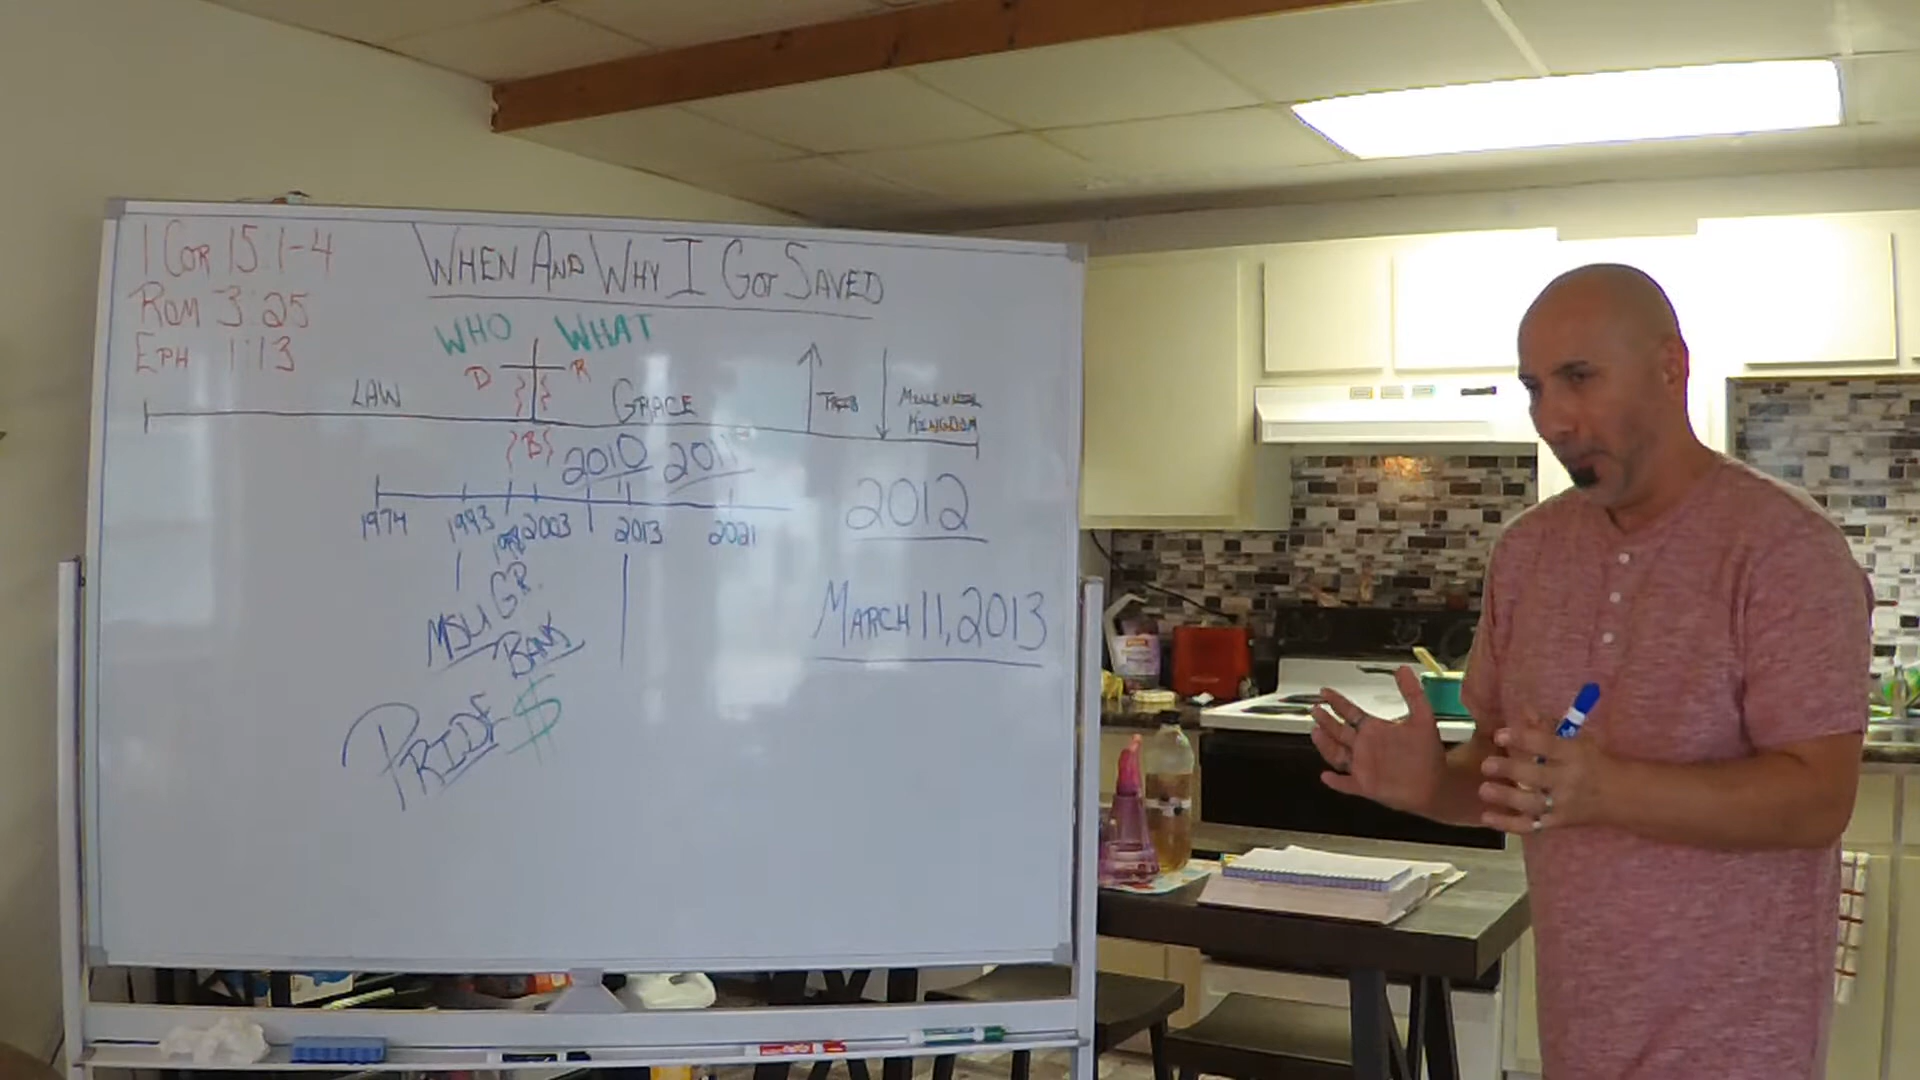 1 COR 15:1-4
ROM 3:25
EPH 1:13
WHEN AND WHY I GOT SAVED
WHO WHAT
D R
LAW
GRACE
TRIB
MILLENNIAL
KINGDOM
B
2010 2011
2012
1974 1993 1998 2003 2013 2021
MSU GR.
BANK
MARCH 11, 2013
PRIDE $